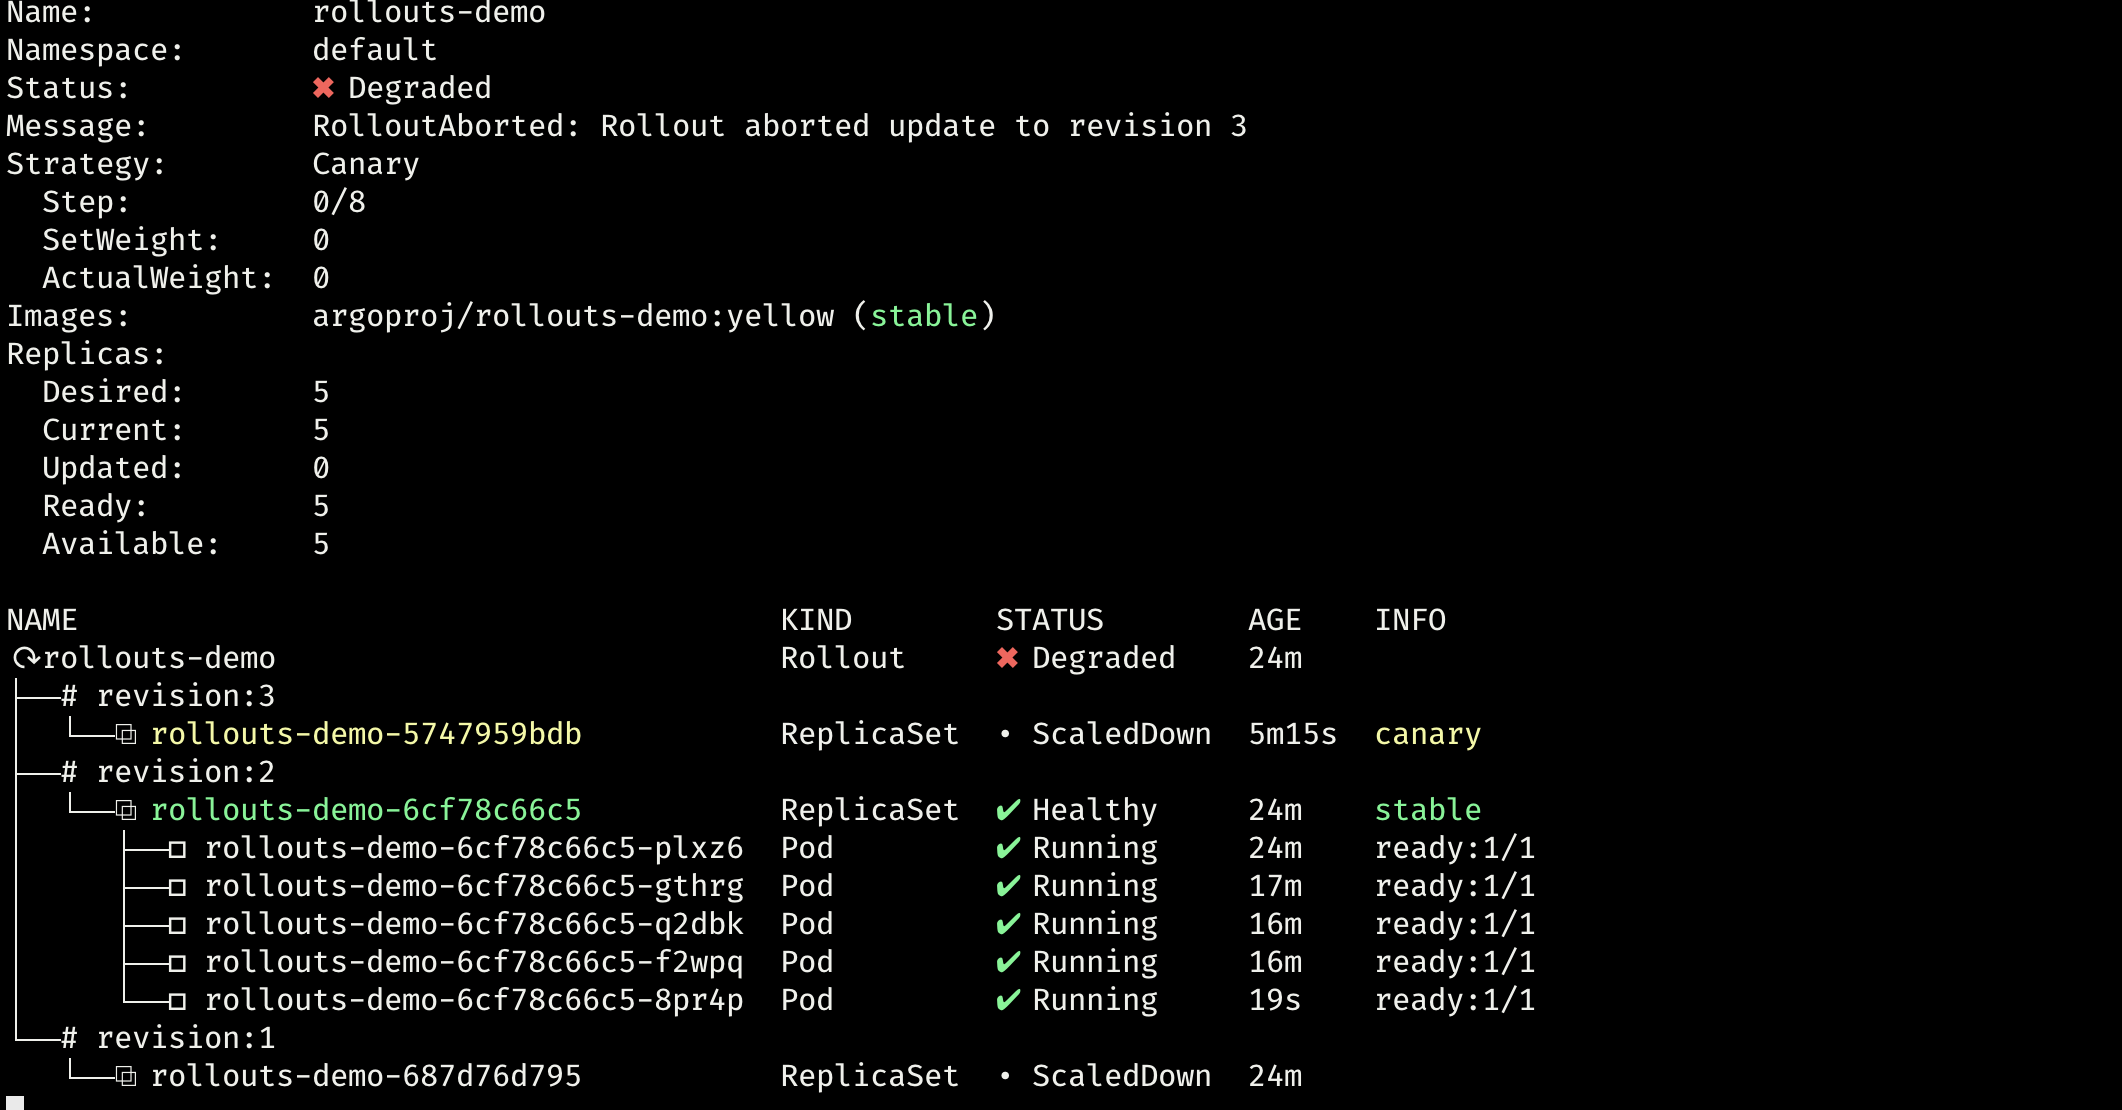 Name:            rollouts-demo
Namespace:       default
Status:          ✖ Degraded
Message:         RolloutAborted: Rollout aborted update to revision 3
Strategy:        Canary
  Step:          0/8
  SetWeight:     0
  ActualWeight:  0
Images:          argoproj/rollouts-demo:yellow (stable)
Replicas:
  Desired:       5
  Current:       5
  Updated:       0
  Ready:         5
  Available:     5

NAME                                       KIND        STATUS        AGE    INFO
⟳rollouts-demo                             Rollout     ✖ Degraded    24m
├──# revision:3
│  └──⧉ rollouts-demo-5747959bdb           ReplicaSet  • ScaledDown  5m15s  canary
├──# revision:2
│  └──⧉ rollouts-demo-6cf78c66c5           ReplicaSet  ✔ Healthy     24m    stable
│     ├──□ rollouts-demo-6cf78c66c5-plxz6  Pod         ✔ Running     24m    ready:1/1
│     ├──□ rollouts-demo-6cf78c66c5-gthrg  Pod         ✔ Running     17m    ready:1/1
│     ├──□ rollouts-demo-6cf78c66c5-q2dbk  Pod         ✔ Running     16m    ready:1/1
│     ├──□ rollouts-demo-6cf78c66c5-f2wpq  Pod         ✔ Running     16m    ready:1/1
│     └──□ rollouts-demo-6cf78c66c5-8pr4p  Pod         ✔ Running     19s    ready:1/1
└──# revision:1
   └──⧉ rollouts-demo-687d76d795           ReplicaSet  • ScaledDown  24m